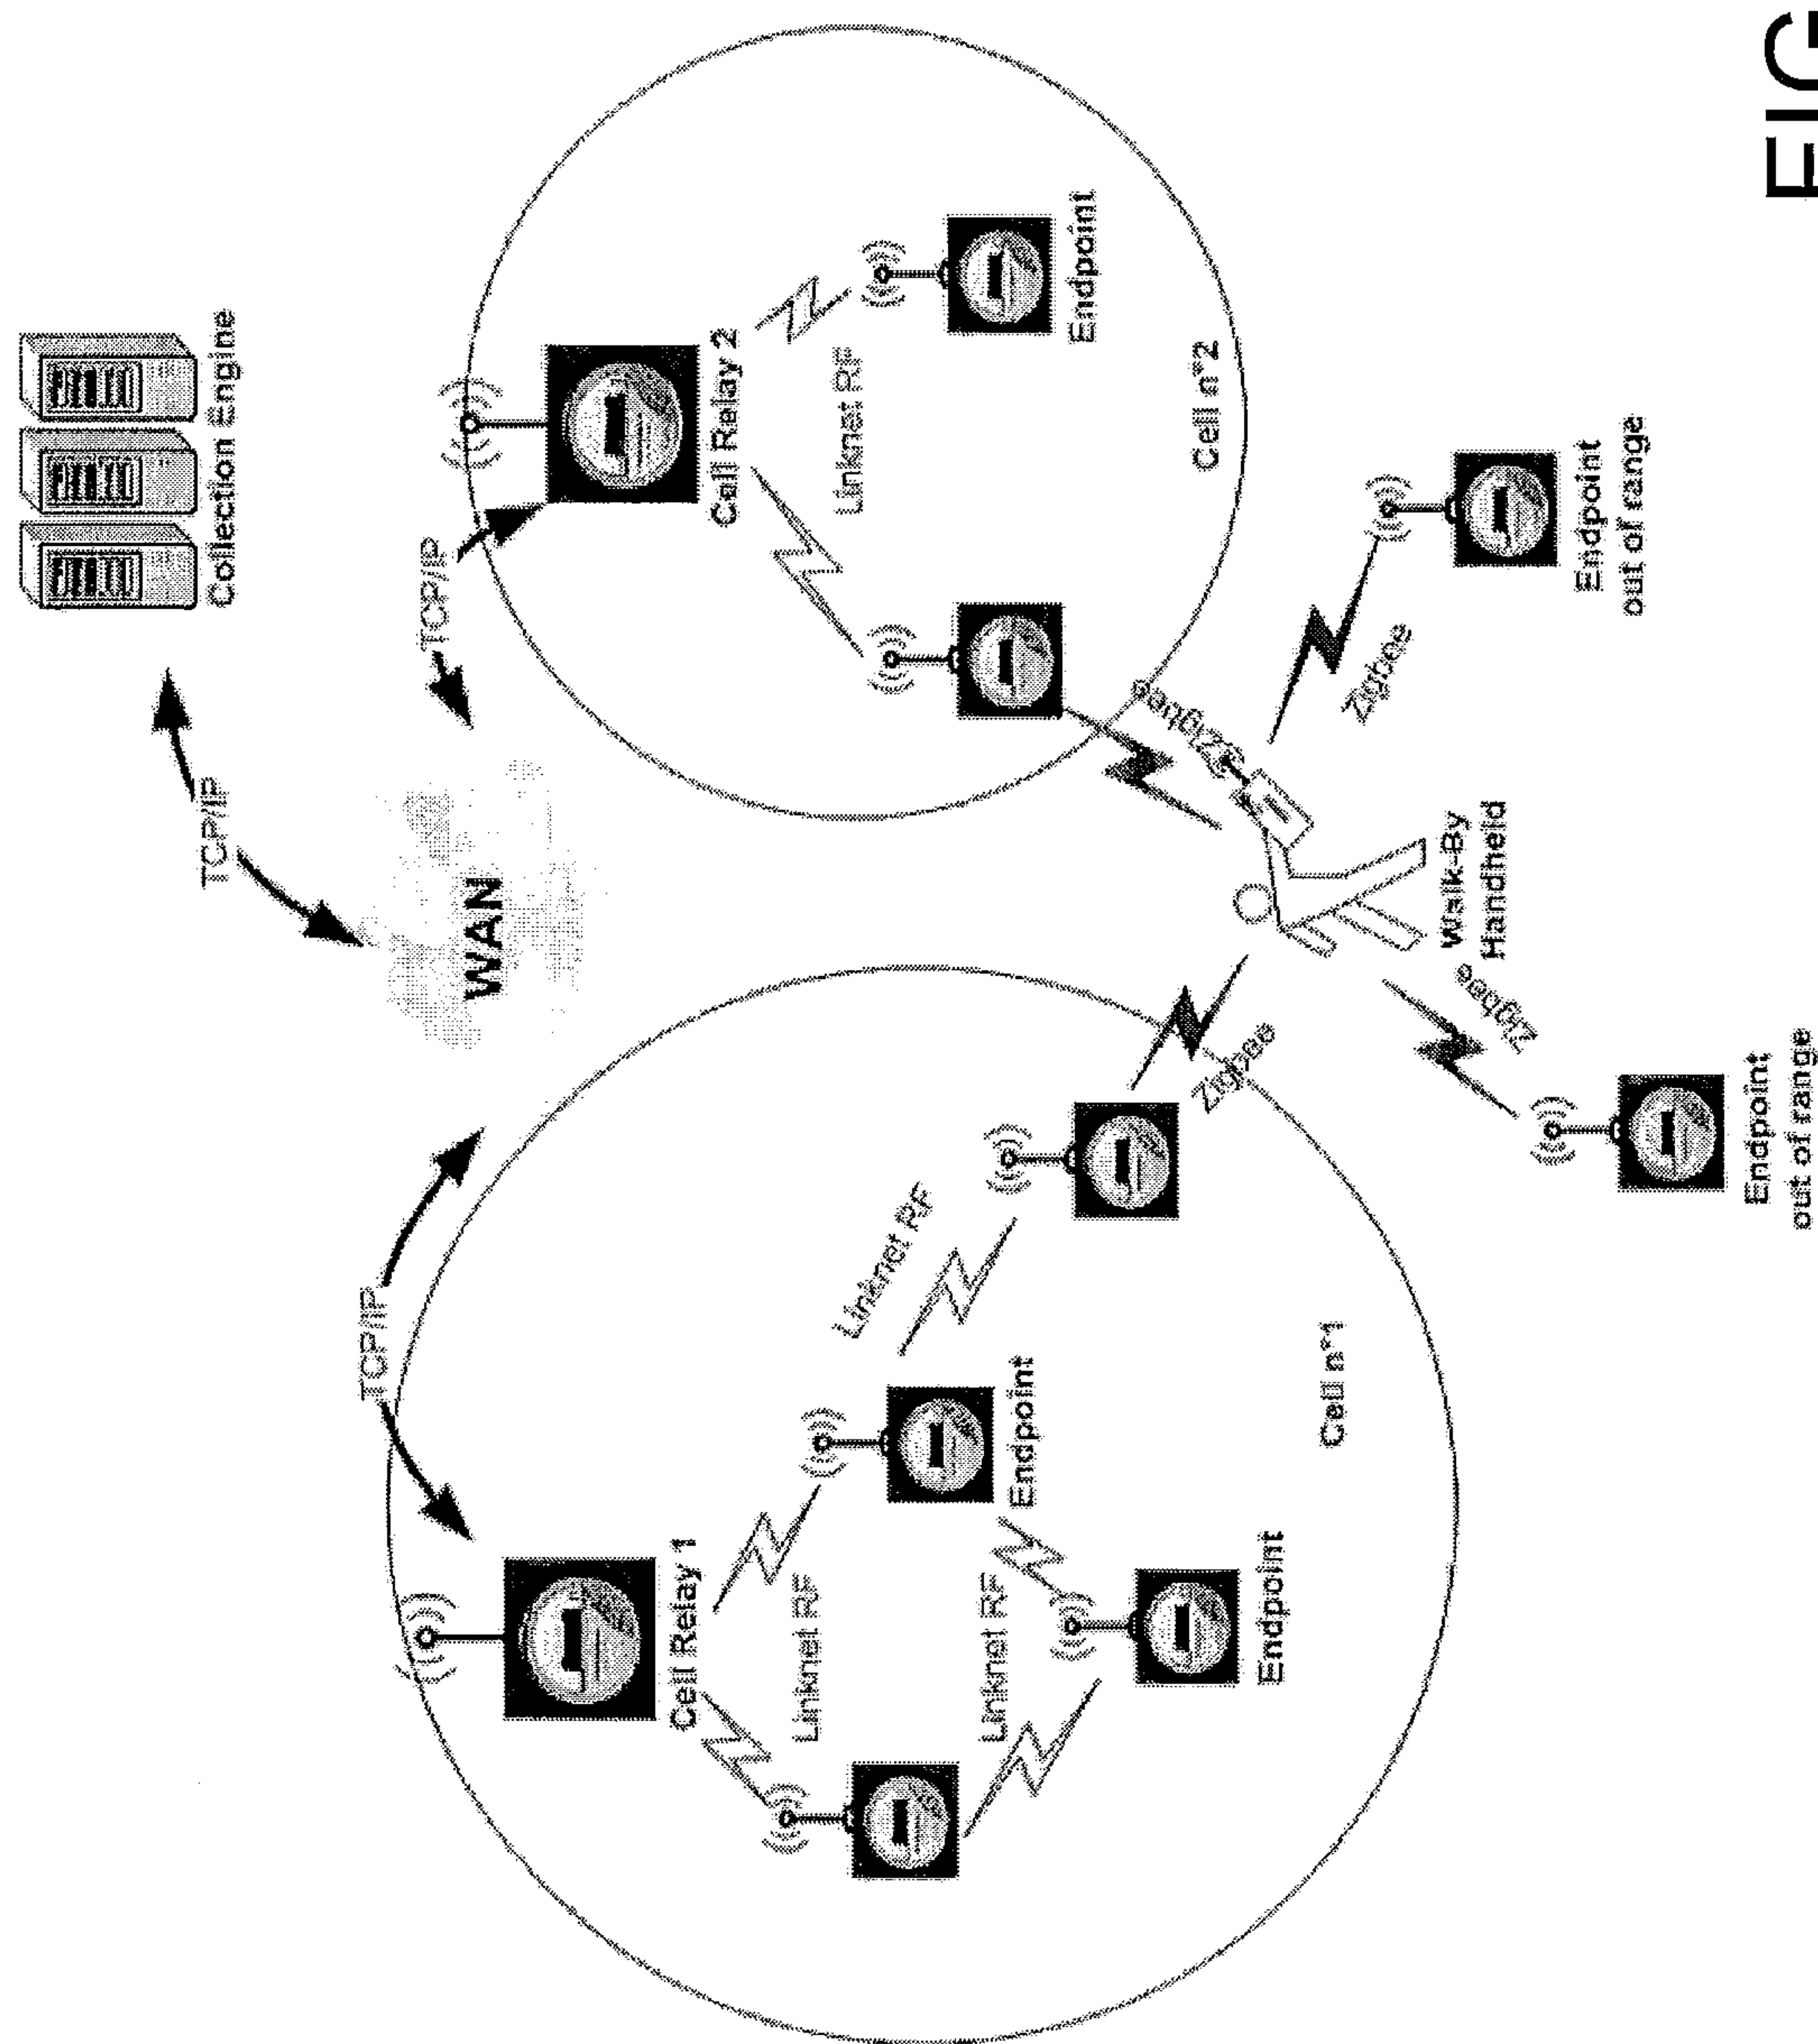 Collection Engine
TCP/IP
WAN
TCP/IP
TCP/IP
Cell Relay 1
Linknet RF
Endpoint
Linknet RF
Linknet RF
Endpoint
Cell n°1
Cell Relay 2
Linknet RF
Endpoint
Cell n°2
Zigbee
Zigbee
Walk-By
Handheld
Zigbee
Endpoint
out of range
Zigbee
Endpoint
out of range
FIG